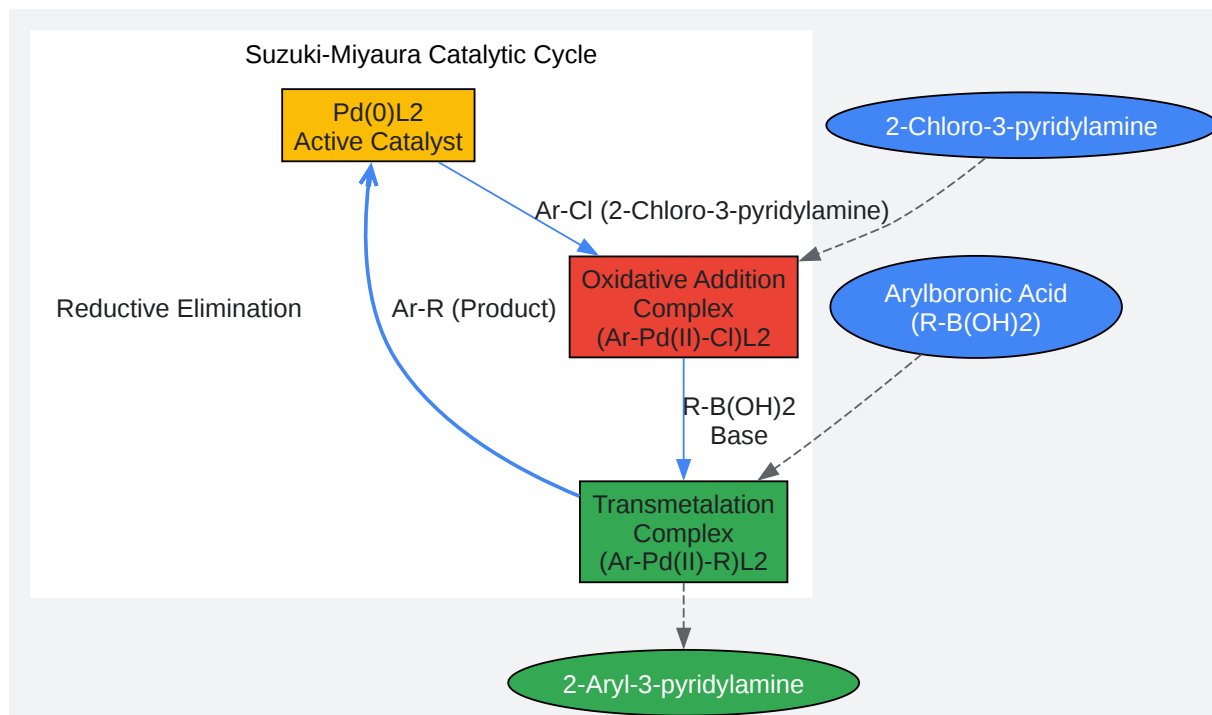 Suzuki-Miyaura Catalytic Cycle
Pd(0)L2
Active Catalyst
2-Chloro-3-pyridylamine
Ar-Cl (2-Chloro-3-pyridylamine)
Oxidative Addition
Complex
(Ar-Pd(II)-Cl)L2
Arylboronic Acid
(R-B(OH)2)
Reductive Elimination
Ar-R (Product)
R-B(OH)2
Base
Transmetalation
Complex
(Ar-Pd(II)-R)L2
2-Aryl-3-pyridylamine